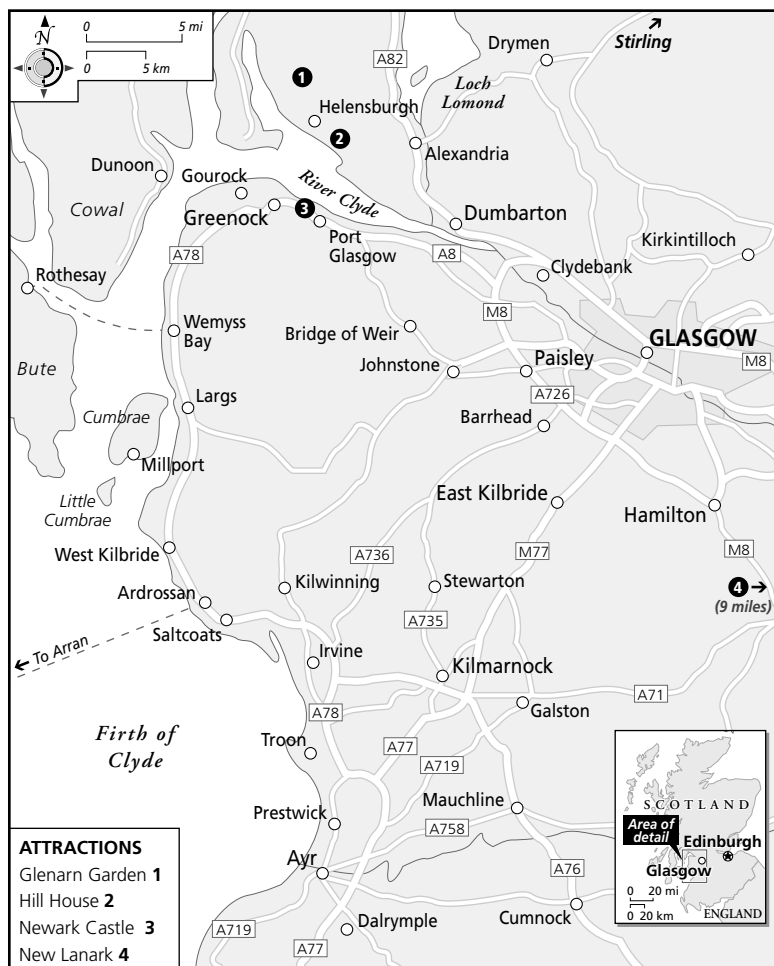 N
0 5 mi
0 5 km
Stirling
Drymen
A82
Loch
Lomond
1
Helensburgh
2
Alexandria
Dunoon
Gourock
River Clyde
Cowal
Greenock
3
Port
Glasgow
Dumbarton
Kirkintilloch
A78
A8
Clydebank
Rothesay
M8
Wemyss
Bay
Bridge of Weir
GLASGOW
Bute
Johnstone
Paisley
M8
Largs
A726
Cumbrae
Barrhead
Millport
Little
Cumbrae
East Kilbride
Hamilton
West Kilbride
A736
M77
M8
Ardrossan
Kilwinning
Stewarton
4
(9 miles)
Saltcoats
A735
To Arran
Irvine
Kilmarnock
A71
A78
Galston
Firth of
Clyde
Troon
A77
A719
Prestwick
Mauchline
A758
Ayr
A76
A719
A77
Dalrymple
Cumnock
ATTRACTIONS
Glenarn Garden 1
Hill House 2
Newark Castle 3
New Lanark 4
SCOTLAND
Area of
detail
Edinburgh
Glasgow
0 20 mi
0 20 km
ENGLAND